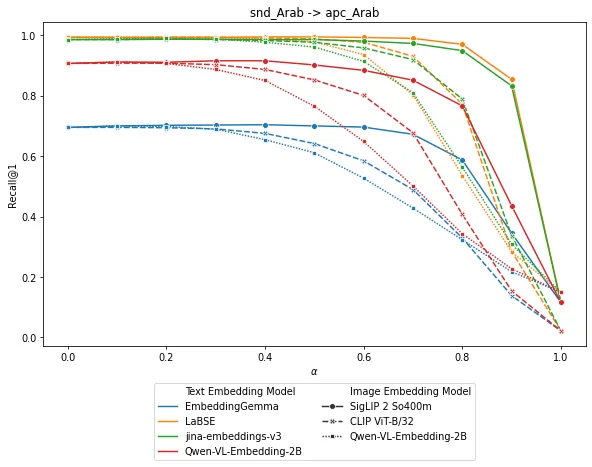 snd_Arab -> apc_Arab
Recall@1
1.0
0.8
0.6
0.4
0.2
0.0
0.0 0.2 0.4 0.6 0.8 1.0
α
Text Embedding Model
EmbeddingGemma
LaBSE
jina-embeddings-v3
Qwen-VL-Embedding-2B
Image Embedding Model
SigLIP 2 So400m
CLIP ViT-B/32
Qwen-VL-Embedding-2B